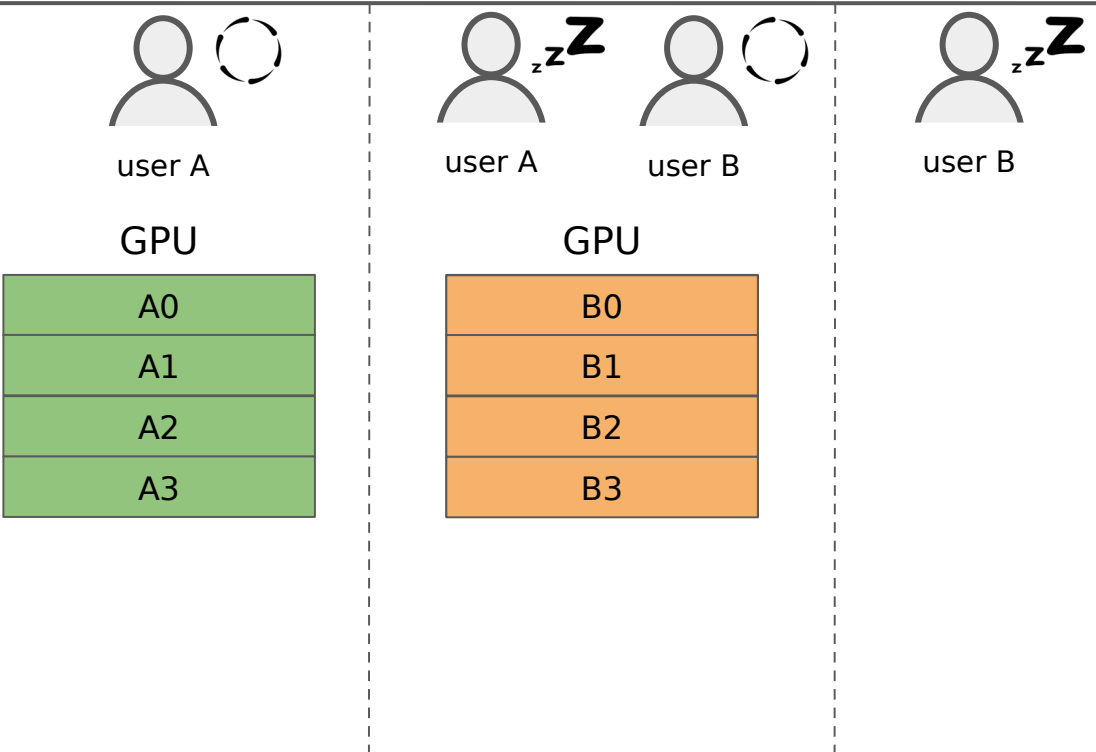 z z Z
z z Z
user A
user A
user B
user B
GPU
GPU
A0
A1
A2
A3
B0
B1
B2
B3